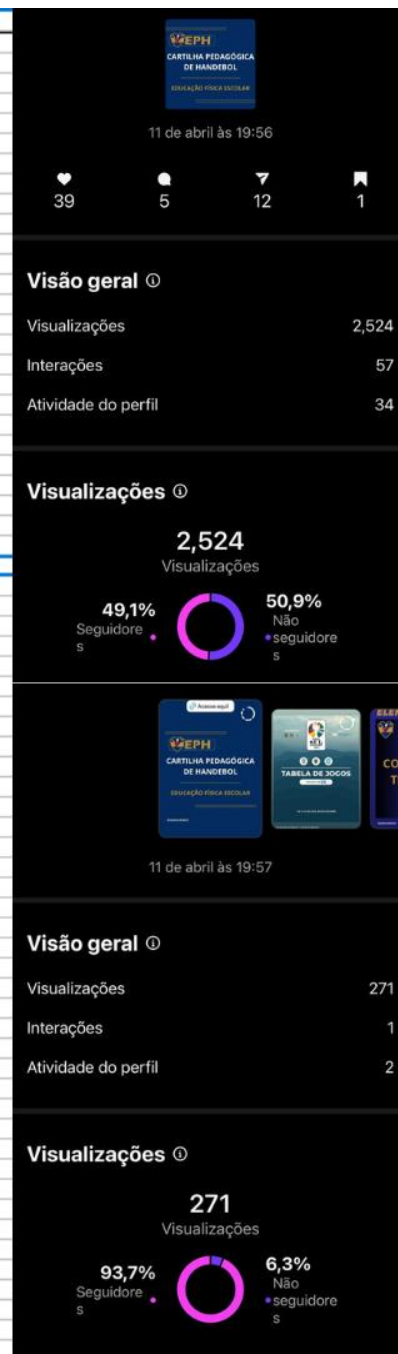 EPH
CARTILHA PEDAGÓGICA
DE HANDEBOL
EDUCAÇÃO FÍSICA ESCOLAR
11 de abril às 19:56
39 5 12 1
Visão geral
Visualizações 2,524
Interações 57
Atividade do perfil 34
Visualizações
2,524
Visualizações
49,1%
Seguidore
s
50,9%
Não
seguidore
s
Acesse aqui!
EPH
CARTILHA PEDAGÓGICA
DE HANDEBOL
EDUCAÇÃO FÍSICA ESCOLAR
TABELA DE JOGOS
CO
T
11 de abril às 19:57
Visão geral
Visualizações 271
Interações 1
Atividade do perfil 2
Visualizações
271
Visualizações
93,7%
Seguidore
s
6,3%
Não
seguidore
s